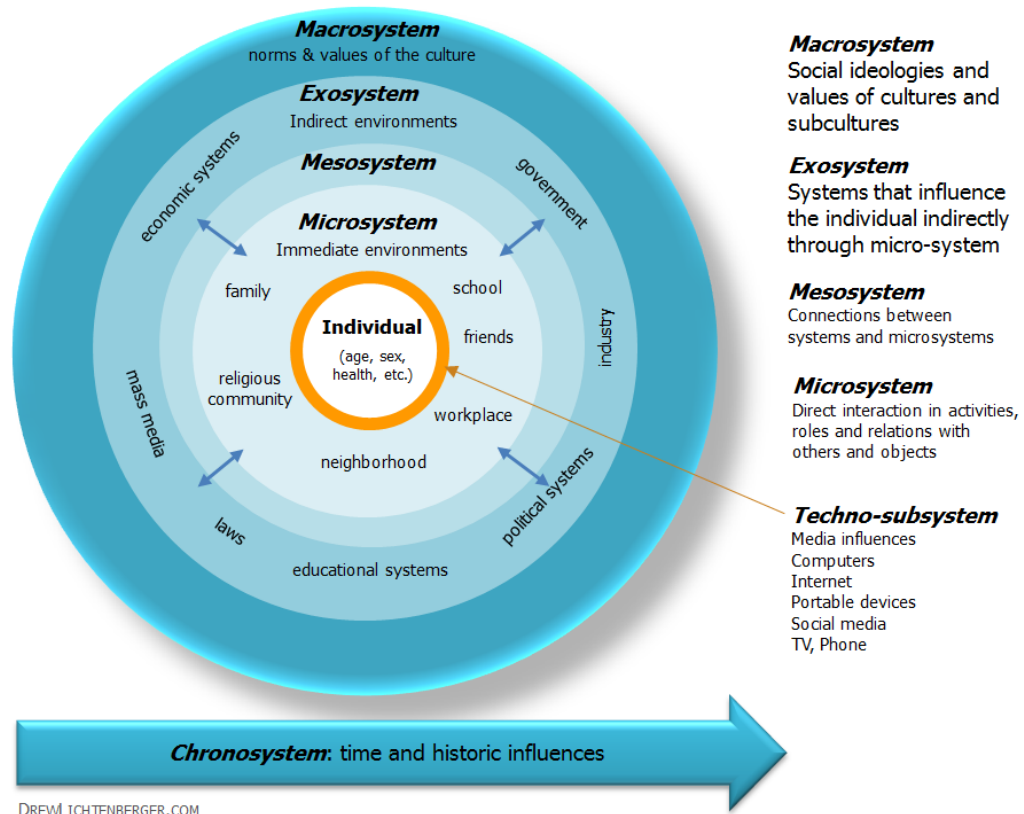 Macrosystem
norms & values of the culture
Exosystem
Indirect environments
Mesosystem
Microsystem
Immediate environments
economic systems
government
family
school
Individual
(age, sex,
health, etc.)
friends
industry
mass media
religious
community
workplace
neighborhood
laws
political systems
educational systems
Macrosystem
Social ideologies and
values of cultures and
subcultures
Exosystem
Systems that influence
the individual indirectly
through micro-system
Mesosystem
Connections between
systems and microsystems
Microsystem
Direct interaction in activities,
roles and relations with
others and objects
Techno-subsystem
Media influences
Computers
Internet
Portable devices
Social media
TV, Phone
Chronosystem: time and historic influences
DREWLICHTENBERGER.COM